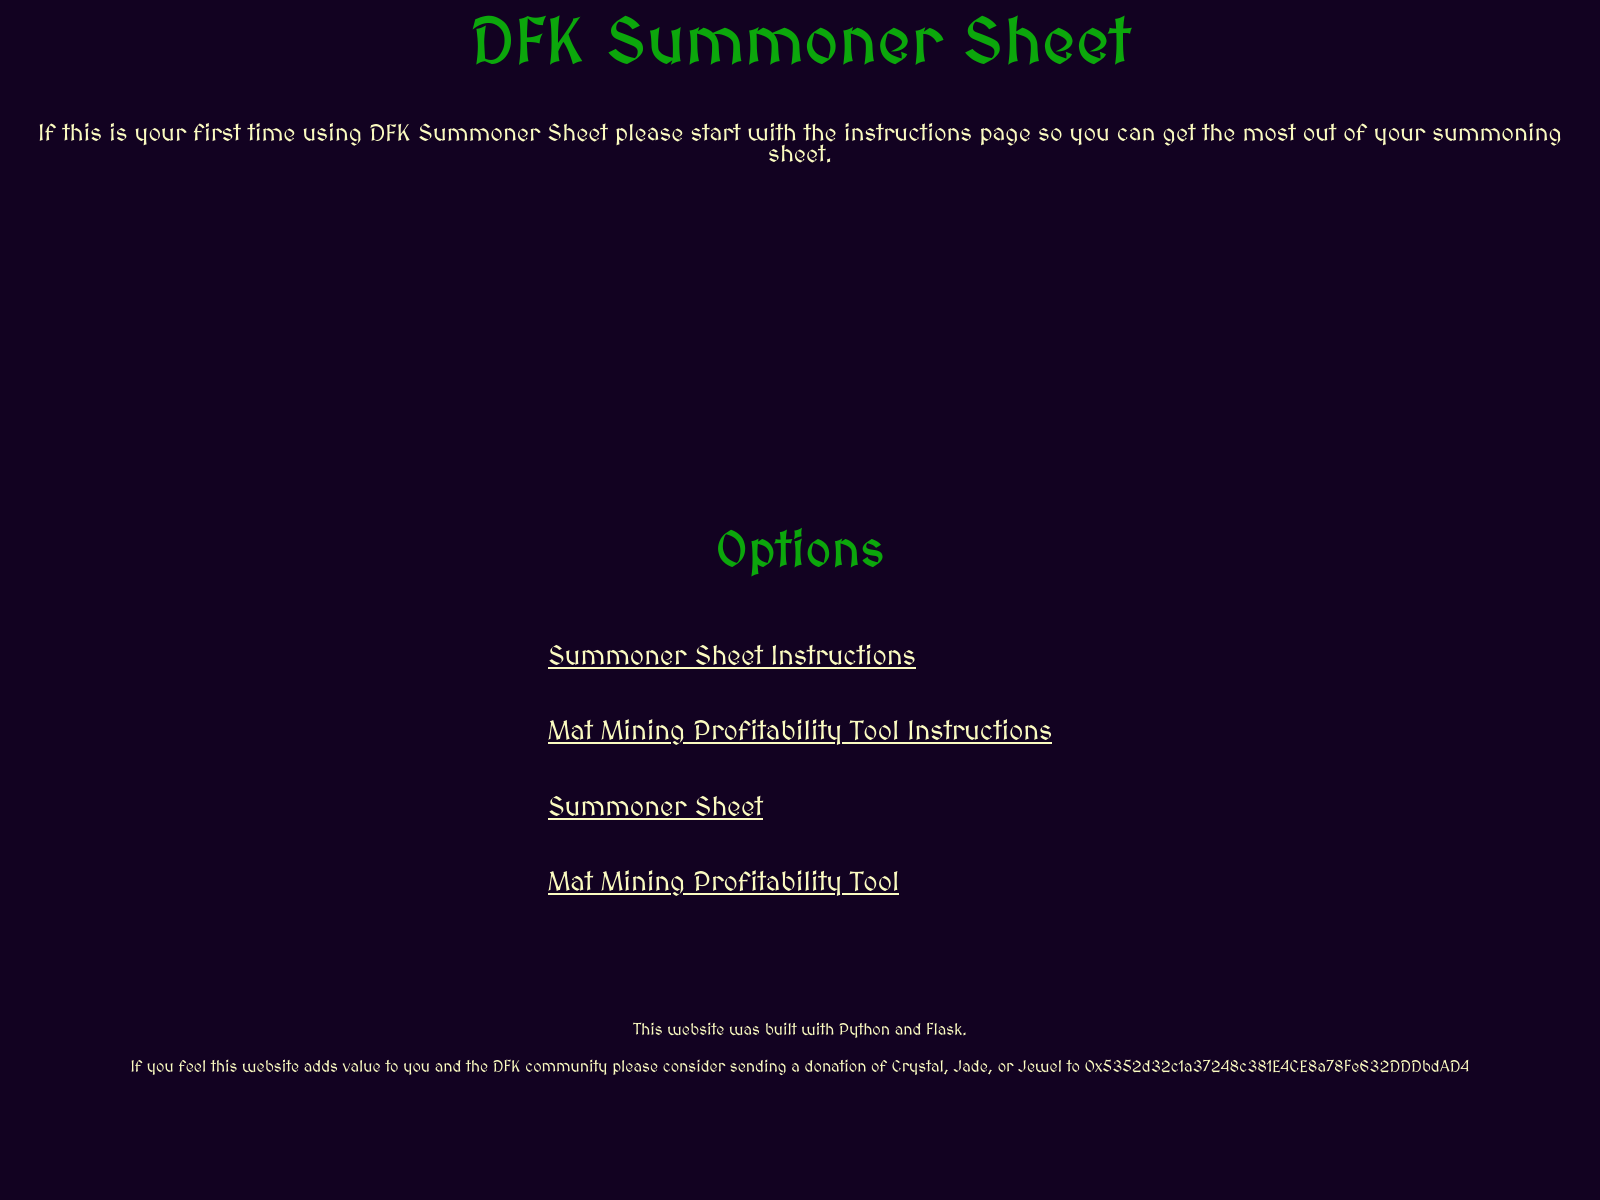 DFK Summoner Sheet
If this is your first time using DFK Summoner Sheet please start with the instructions page so you can get the most out of your summoning
sheet.
Options
Summoner Sheet Instructions
Mat Mining Profitability Tool Instructions
Summoner Sheet
Mat Mining Profitability Tool
This website was built with Python and Flask.
If you feel this website adds value to you and the DFK community please consider sending a donation of Crystal, Jade, or Jewel to 0x5352d32c1a37248c381E4CE8a78Fe632DDDbdAD4